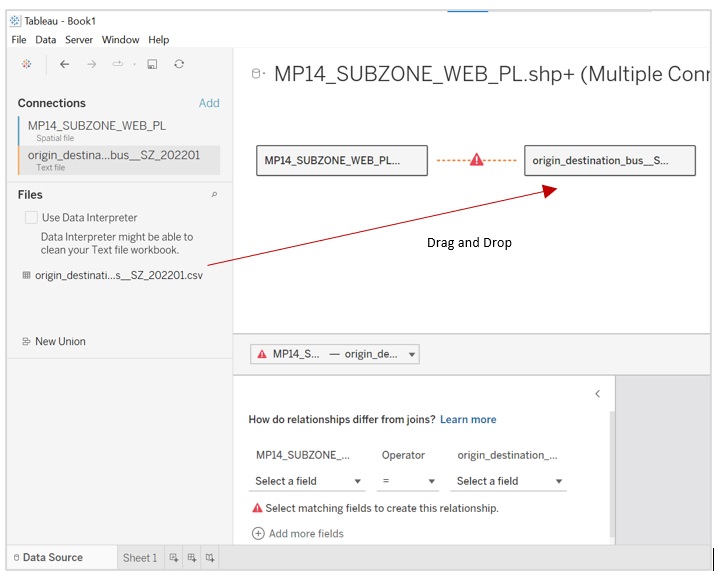 Tableau - Book1
File Data Server Window Help
MP14_SUBZONE_WEB_PL.shp+ (Multiple Conn
Connections Add
MP14_SUBZONE_WEB_PL
Spatial file
origin_destina...bus__SZ_202201
Text file
MP14_SUBZONE_WEB_PL...
origin_destination_bus__S...
Files
Use Data Interpreter
Data Interpreter might be able to
clean your Text file workbook.
Drag and Drop
origin_destinati...s__SZ_202201.csv
New Union
MP14_S... — origin_de...
How do relationships differ from joins? Learn more
MP14_SUBZONE_... Operator origin_destination_...
Select a field = Select a field
Select matching fields to create this relationship.
Add more fields
Data Source Sheet 1